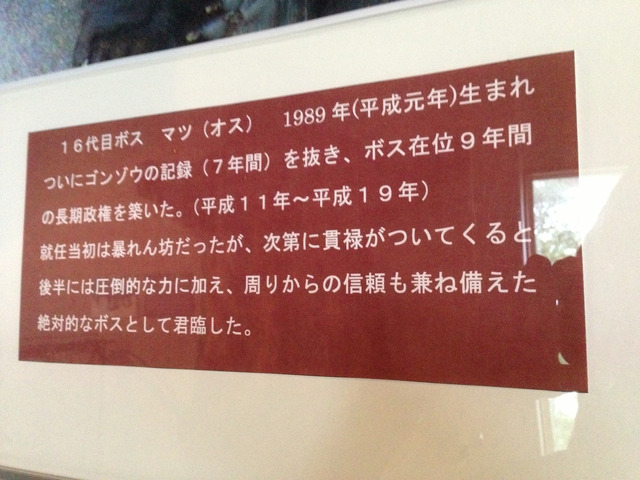 16代目ボス マツ(オス) 1989年(平成元年)生まれ
ついにゴンゾウの記録(7年間)を抜き、ボス在位9年間
の長期政権を築いた。(平成11年～平成19年)
就任当初は暴れん坊だったが、次第に貫禄がついてくると
後半には圧倒的な力に加え、周りからの信頼も兼ね備えた
絶対的なボスとして君臨した。